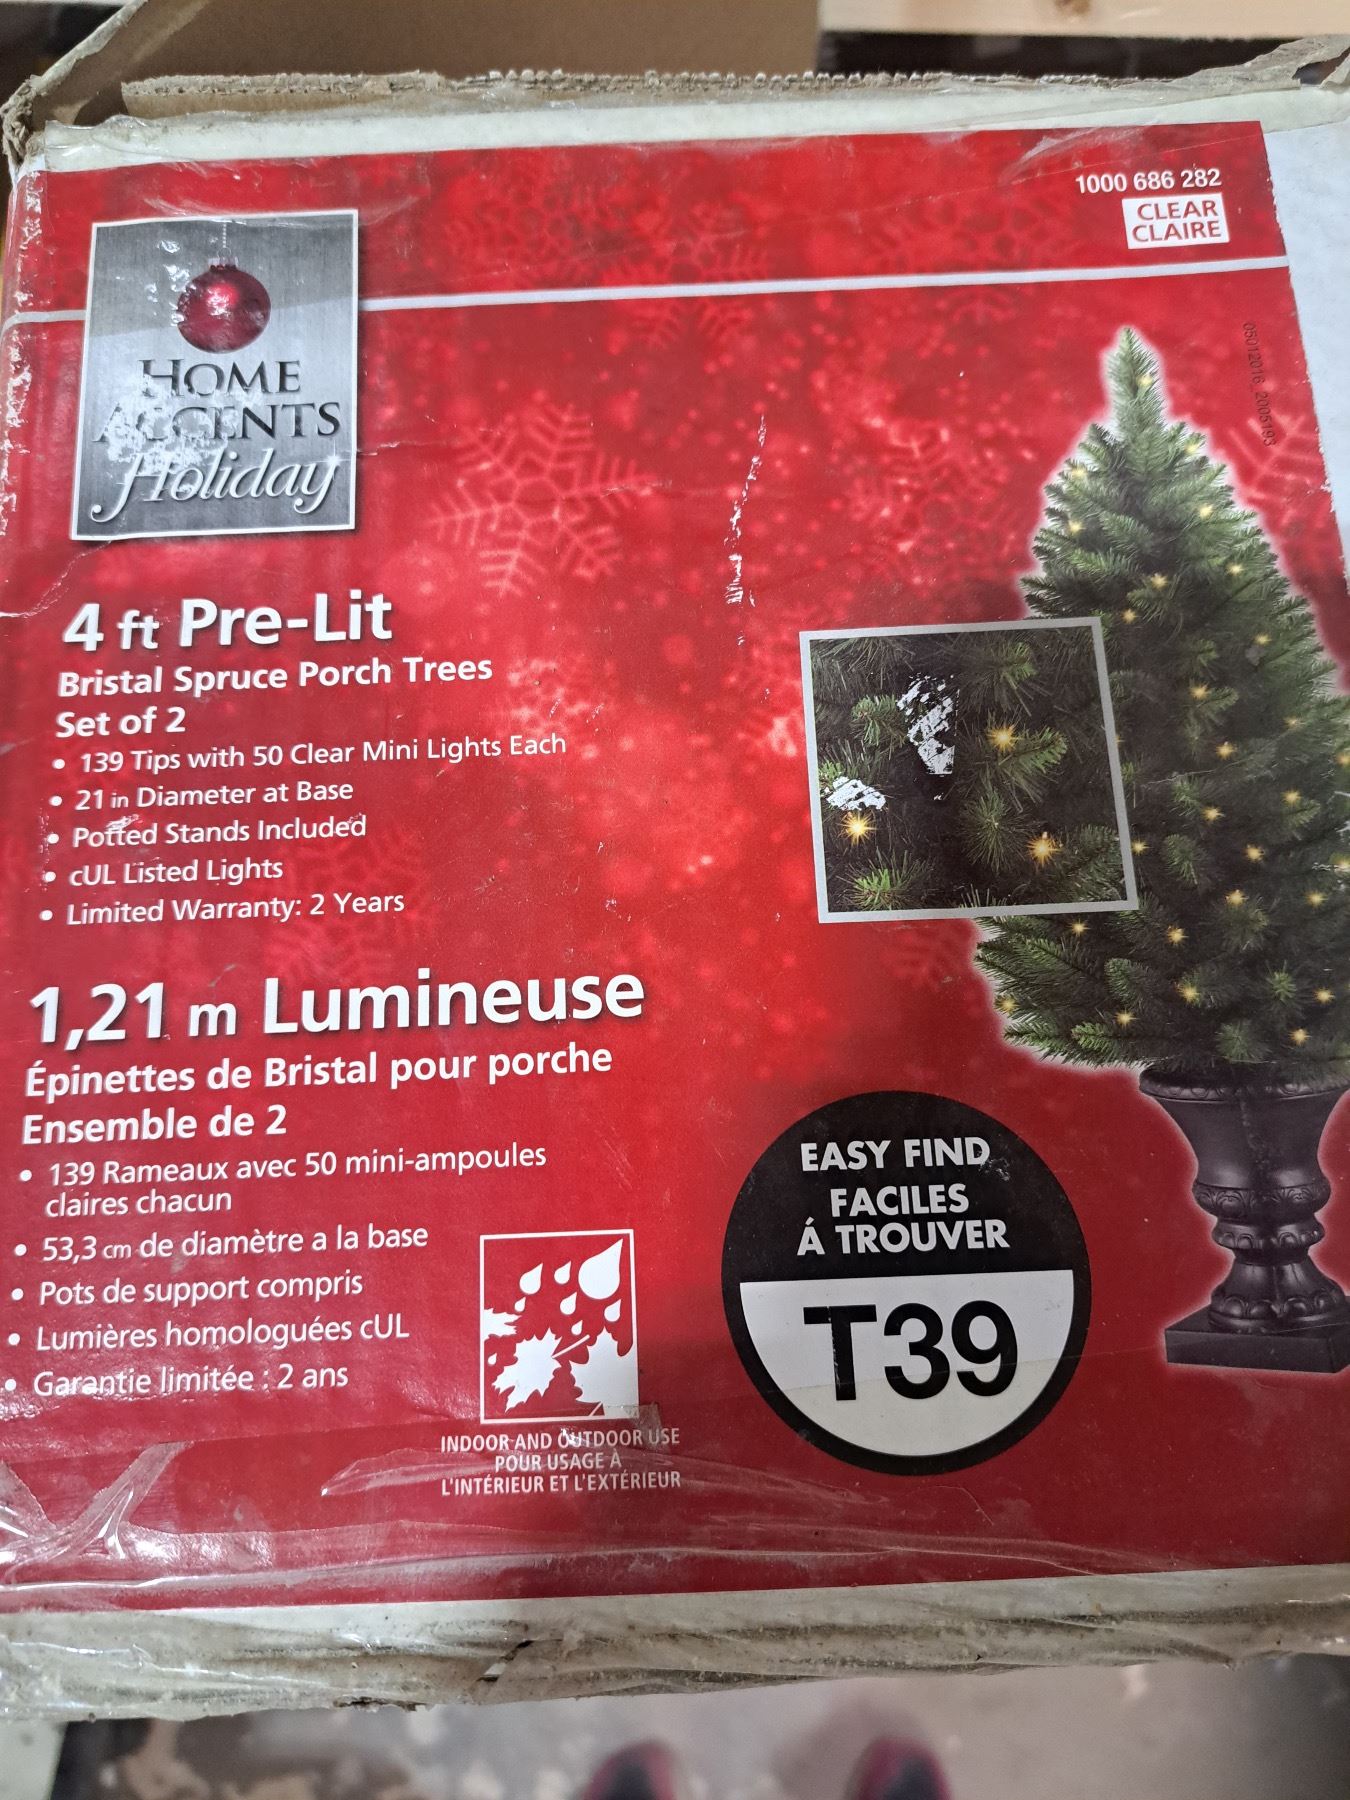 1000 686 282
CLEAR
CLAIRE
HOME
ACCENTS
Holiday
05012016 2005193
4 ft Pre-Lit
Bristal Spruce Porch Trees
Set of 2
• 139 Tips with 50 Clear Mini Lights Each
• 21 in Diameter at Base
• Potted Stands Included
• cUL Listed Lights
• Limited Warranty: 2 Years
1,21 m Lumineuse
Épinettes de Bristal pour porche
Ensemble de 2
• 139 Rameaux avec 50 mini-ampoules
claires chacun
• 53,3 cm de diamètre a la base
• Pots de support compris
• Lumières homologuées cUL
• Garantie limitée : 2 ans
INDOOR AND OUTDOOR USE
POUR USAGE À
L'INTÉRIEUR ET L'EXTÉRIEUR
EASY FIND
FACILES
Á TROUVER
T39